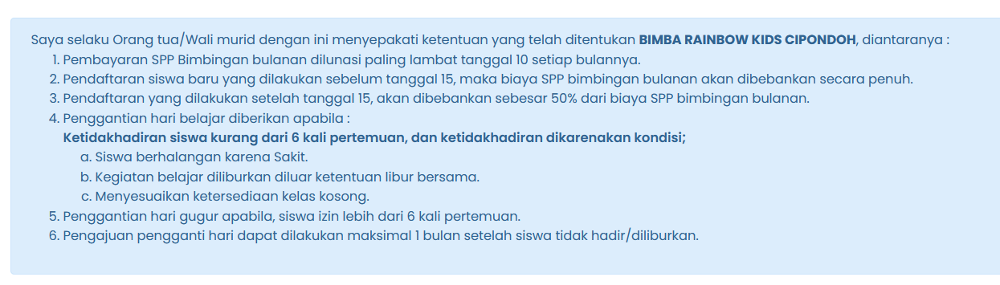 Saya selaku Orang tua/Wali murid dengan ini menyepakati ketentuan yang telah ditentukan BIMBA RAINBOW KIDS CIPONDOH, diantaranya :
1. Pembayaran SPP Bimbingan bulanan dilunasi paling lambat tanggal 10 setiap bulannya.
2. Pendaftaran siswa baru yang dilakukan sebelum tanggal 15, maka biaya SPP bimbingan bulanan akan dibebankan secara penuh.
3. Pendaftaran yang dilakukan setelah tanggal 15, akan dibebankan sebesar 50% dari biaya SPP bimbingan bulanan.
4. Penggantian hari belajar diberikan apabila :
Ketidakhadiran siswa kurang dari 6 kali pertemuan, dan ketidakhadiran dikarenakan kondisi;
a. Siswa berhalangan karena Sakit.
b. Kegiatan belajar diliburkan diluar ketentuan libur bersama.
c. Menyesuaikan ketersediaan kelas kosong.
5. Penggantian hari gugur apabila, siswa izin lebih dari 6 kali pertemuan.
6. Pengajuan pengganti hari dapat dilakukan maksimal 1 bulan setelah siswa tidak hadir/diliburkan.